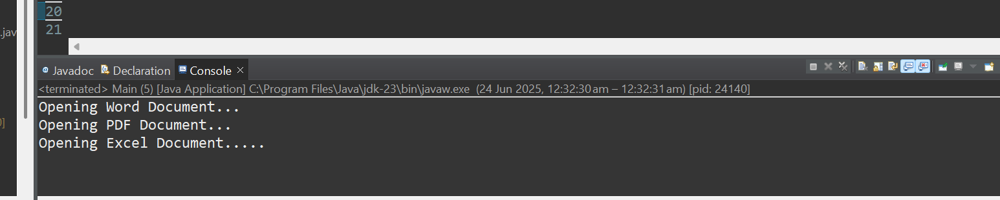 20
.jav
21
@ Javadoc Declaration Console
<terminated> Main (5) [Java Application] C:\Program Files\Java\jdk-23\bin\javaw.exe (24 Jun 2025, 12:32:30 am – 12:32:31 am) [pid: 24140]
Opening Word Document...
Opening PDF Document...
)]
Opening Excel Document.....